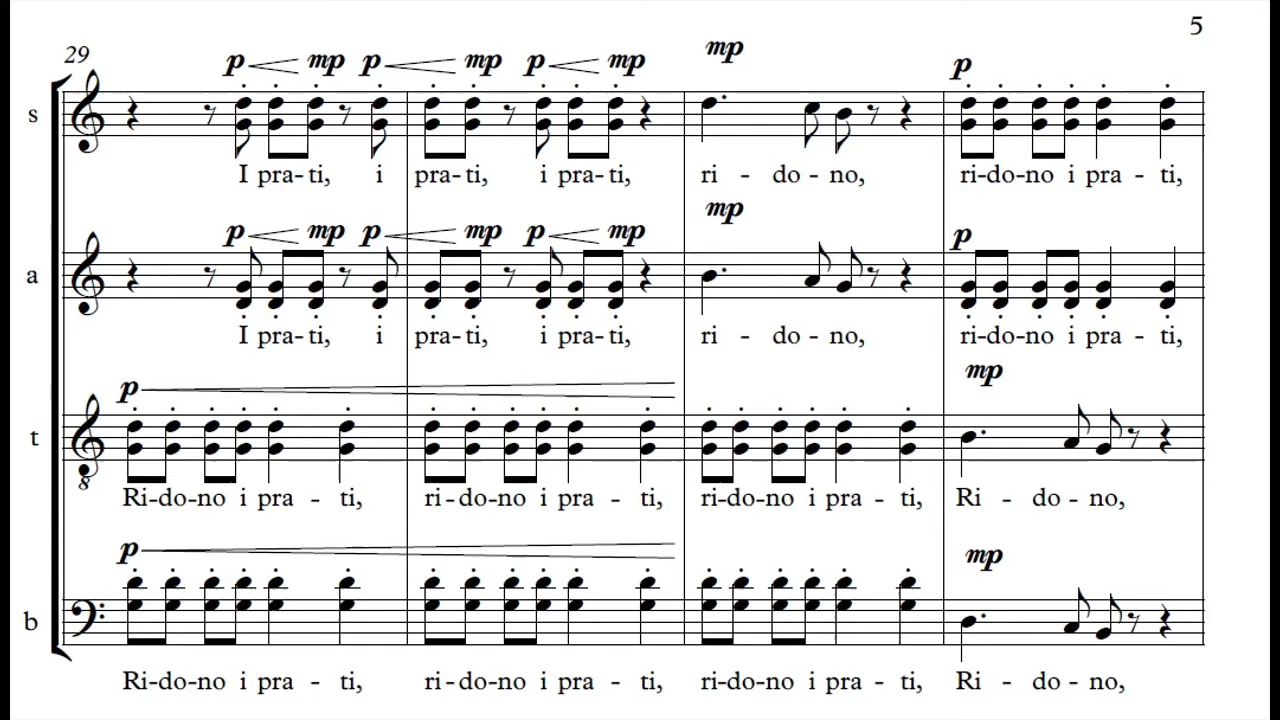 5
29
p mp p mp p mp mp p
s
I pra-ti, i pra-ti, i pra-ti, ri - do - no, ri-do-no i pra - ti,
p mp p mp p mp mp p
a
I pra-ti, i pra-ti, i pra-ti, ri - do - no, ri-do-no i pra - ti,
p mp
t
8
Ri-do-no i pra - ti, ri-do-no i pra - ti, ri-do-no i pra - ti, Ri - do - no,
p mp
b
Ri-do-no i pra - ti, ri-do-no i pra - ti, ri-do-no i pra - ti, Ri - do - no,